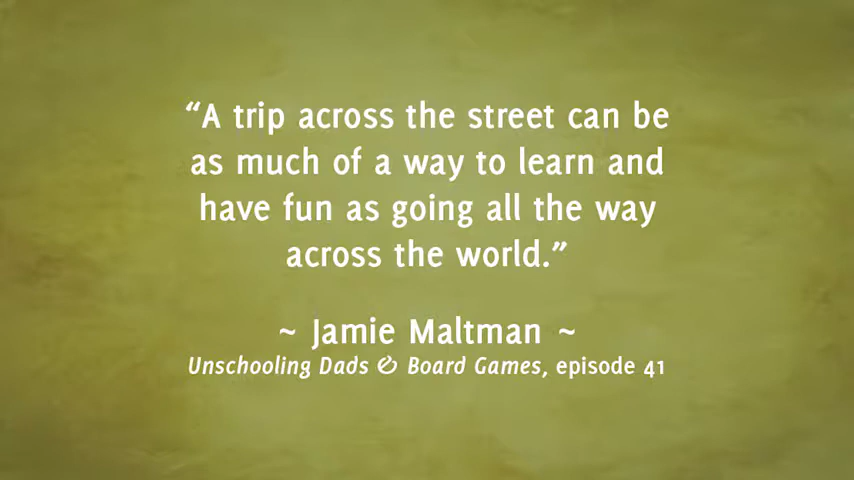 “A trip across the street can be
as much of a way to learn and
have fun as going all the way
across the world.”
~ Jamie Maltman ~
Unschooling Dads & Board Games, episode 41